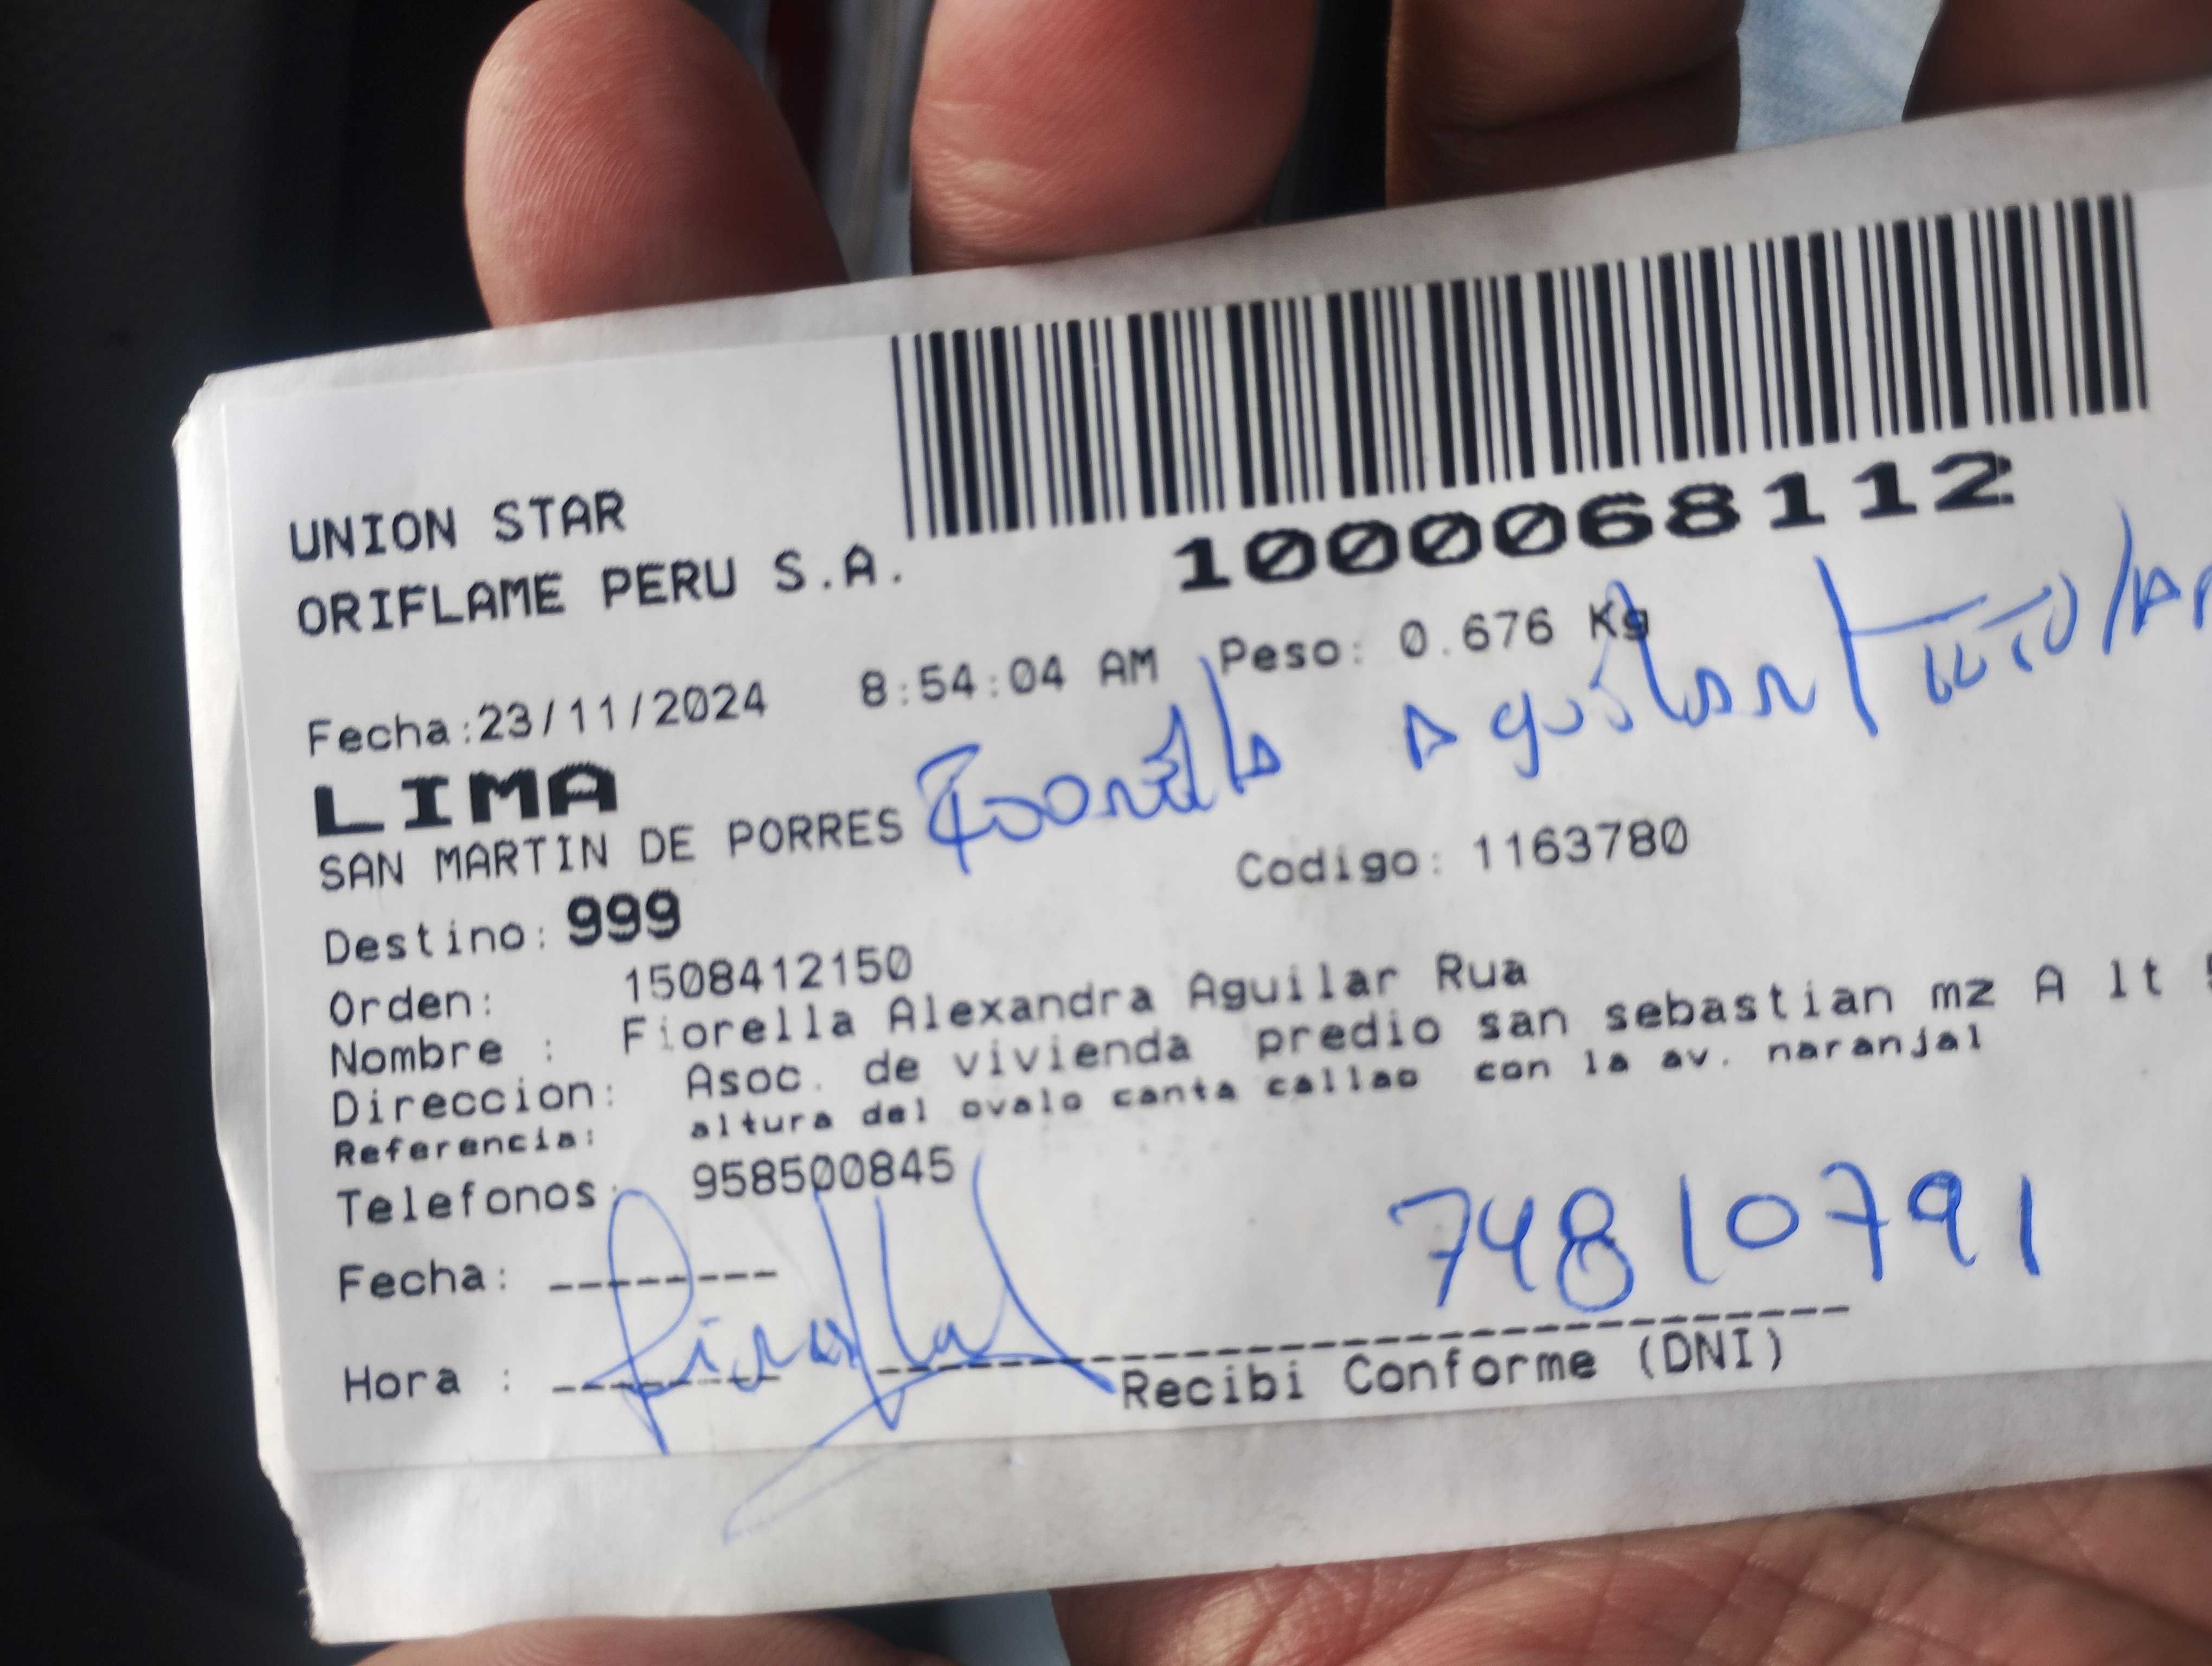 UNION STAR
ORIFLAME PERU S.A.
1000068112
Fecha:23/11/2024 8:54:04 AM Peso: 0.676 Kg
LIMA
Fiorella Aguilar
SAN MARTIN DE PORRES
Codigo: 1163780
Destino: 999
Orden: 1508412150
Nombre : Fiorella Alexandra Aguilar Rua
Direccion: Asoc. de vivienda predio san sebastian mz A lt
Referencia: altura del ovalo canta callao con la av. naranjal
Telefonos: 958500845
Fecha: --------
74810791
Hora : --------
Recibi Conforme (DNI)